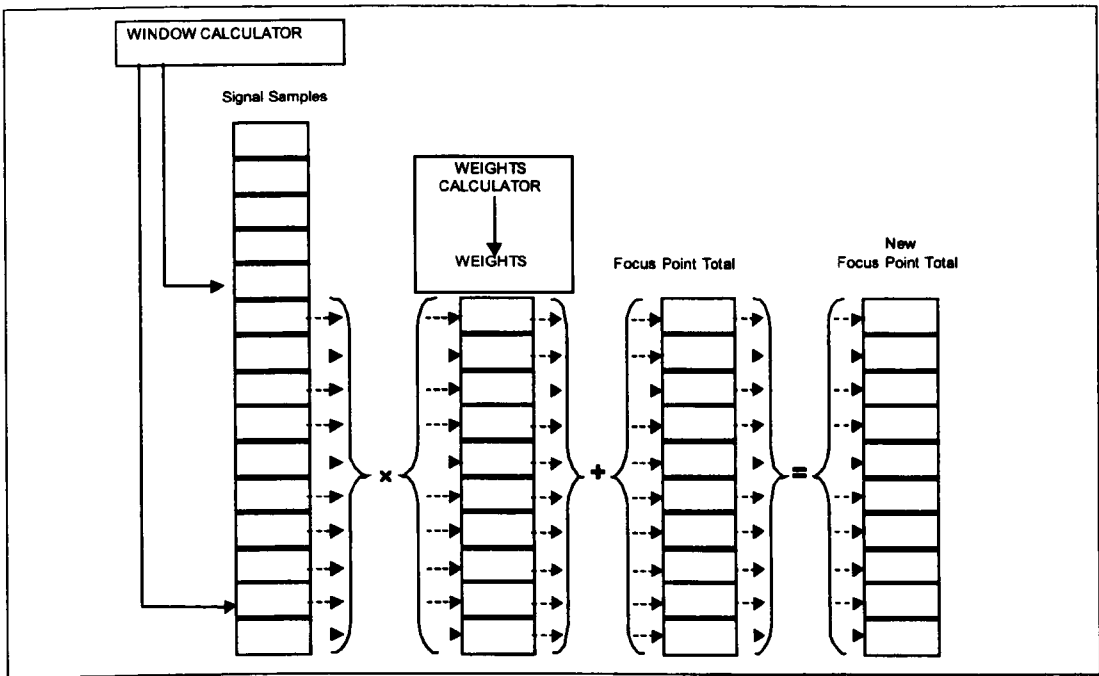 WINDOW CALCULATOR
Signal Samples
WEIGHTS
CALCULATOR
WEIGHTS
Focus Point Total
New
Focus Point Total
× + =